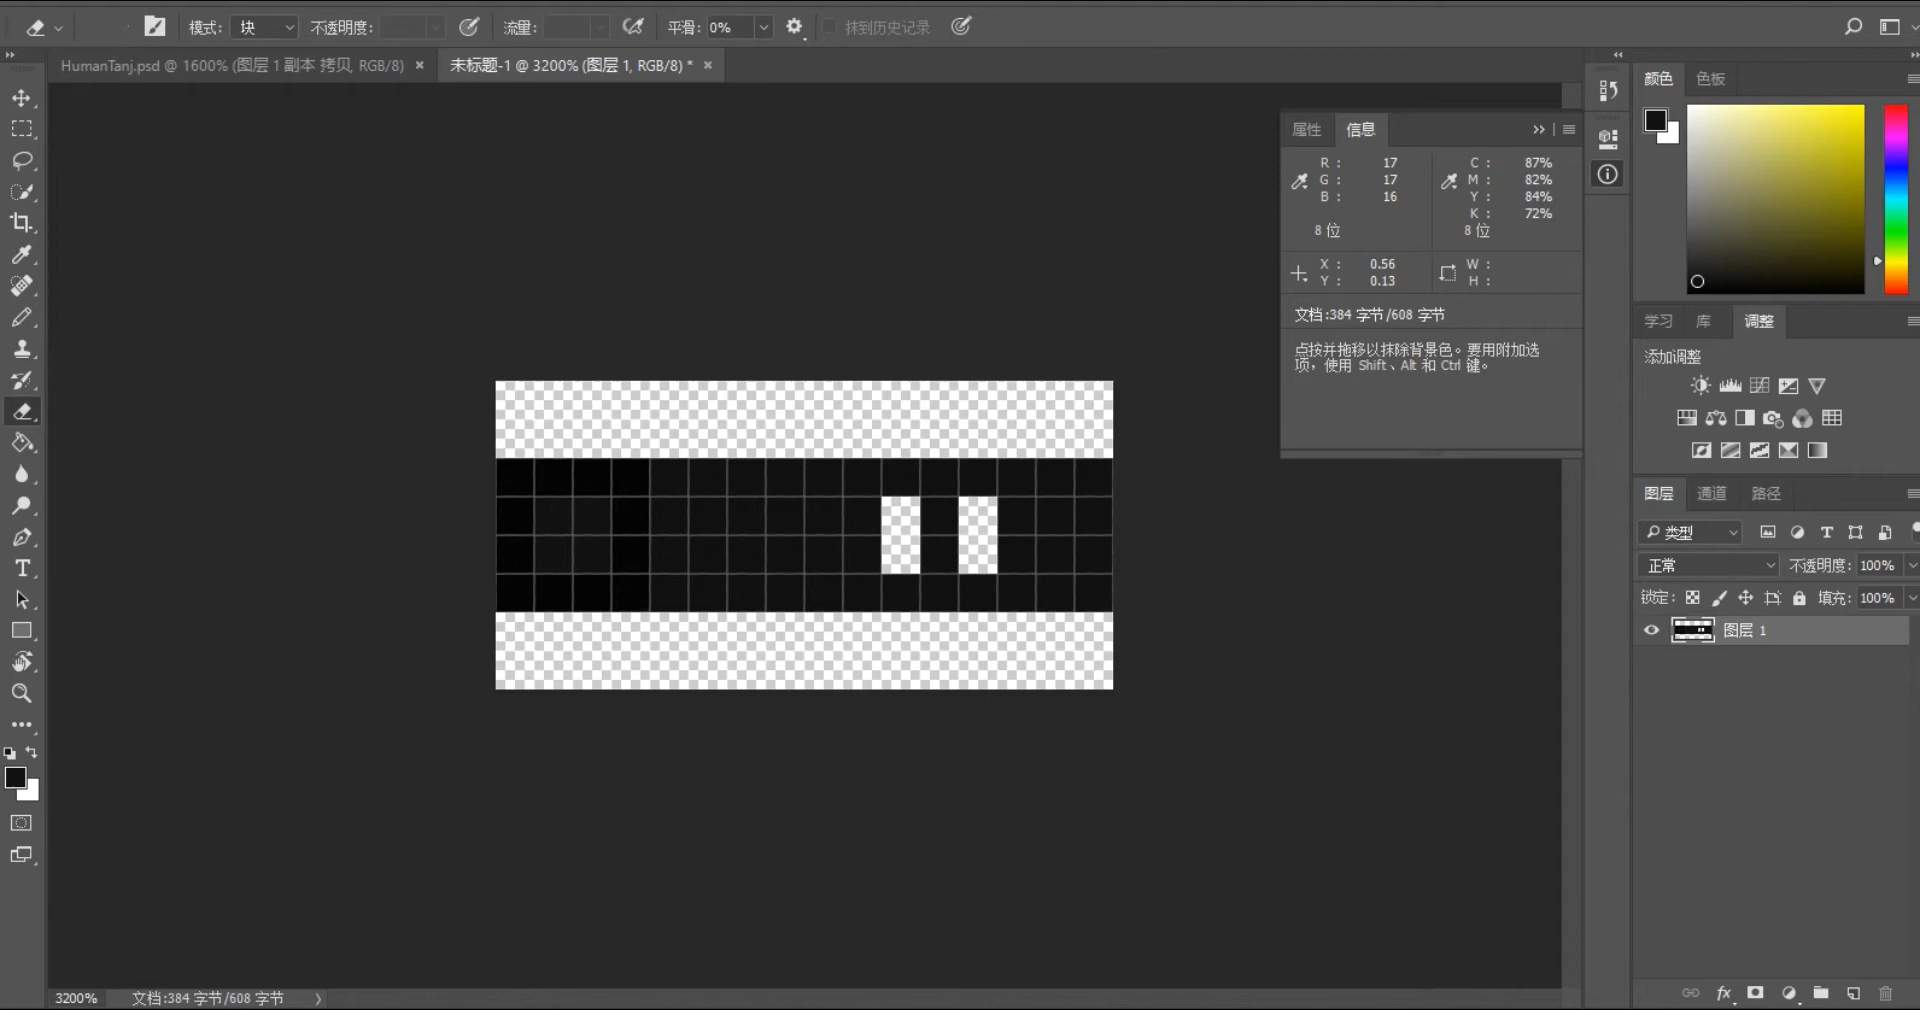 模式: 块 不透明度: 流量: 平滑: 0% 抹到历史记录
HumanTanj.psd @ 1600% (图层 1 副本 拷贝, RGB/8) × 未标题-1 @ 3200% (图层 1, RGB/8) * ×
颜色 色板
属性 信息
R : 17 C : 87%
G : 17 M : 82%
B : 16 Y : 84%
K : 72%
8 位 8 位
X : 0.56 W :
Y : 0.13 H :
文档:384 字节/608 字节
点按并拖移以抹除背景色。要用附加选
项，使用 Shift、Alt 和 Ctrl 键。
学习 库 调整
添加调整
图层 通道 路径
类型
正常 不透明度: 100%
锁定: 填充: 100%
图层 1
fx
3200% 文档:384 字节/608 字节